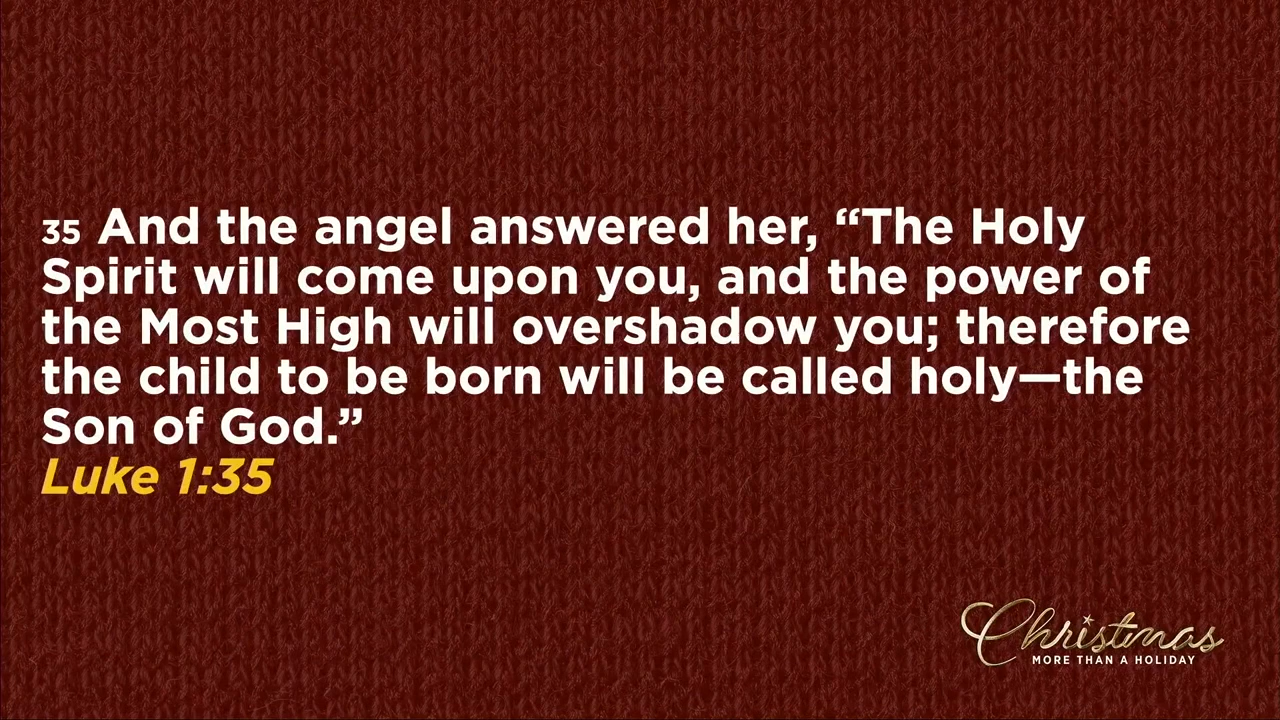 35 And the angel answered her, “The Holy
Spirit will come upon you, and the power of
the Most High will overshadow you; therefore
the child to be born will be called holy—the
Son of God.”
Luke 1:35
Christmas
MORE THAN A HOLIDAY